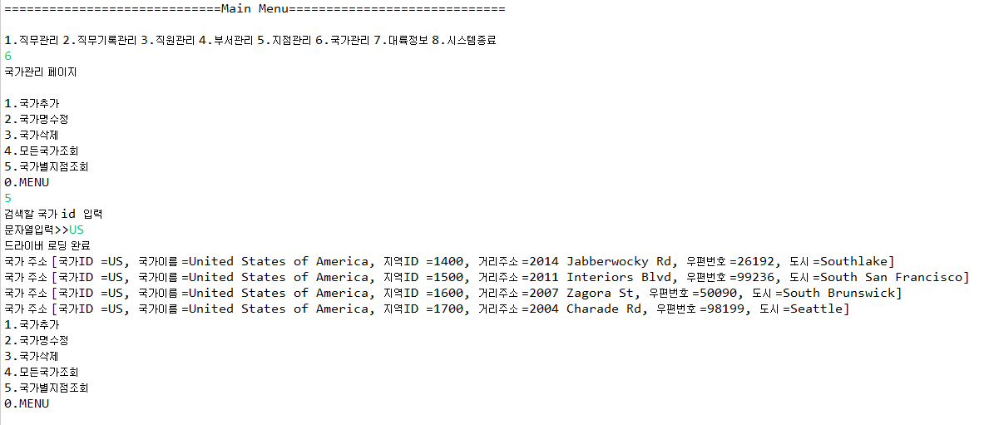 =============================Main Menu=============================
1.직무관리 2.직무기록관리 3.직원관리 4.부서관리 5.지점관리 6.국가관리 7.대륙정보 8.시스템종료
6
국가관리 페이지
1.국가추가
2.국가명수정
3.국가삭제
4.모든국가조회
5.국가별지점조회
0.MENU
5
검색할 국가 id 입력
문자열입력>>US
드라이버 로딩 완료
국가 주소 [국가ID =US, 국가이름 =United States of America, 지역ID =1400, 거리주소 =2014 Jabberwocky Rd, 우편번호 =26192, 도시 =Southlake]
국가 주소 [국가ID =US, 국가이름 =United States of America, 지역ID =1500, 거리주소 =2011 Interiors Blvd, 우편번호 =99236, 도시 =South San Francisco]
국가 주소 [국가ID =US, 국가이름 =United States of America, 지역ID =1600, 거리주소 =2007 Zagora St, 우편번호 =50090, 도시 =South Brunswick]
국가 주소 [국가ID =US, 국가이름 =United States of America, 지역ID =1700, 거리주소 =2004 Charade Rd, 우편번호 =98199, 도시 =Seattle]
1.국가추가
2.국가명수정
3.국가삭제
4.모든국가조회
5.국가별지점조회
0.MENU